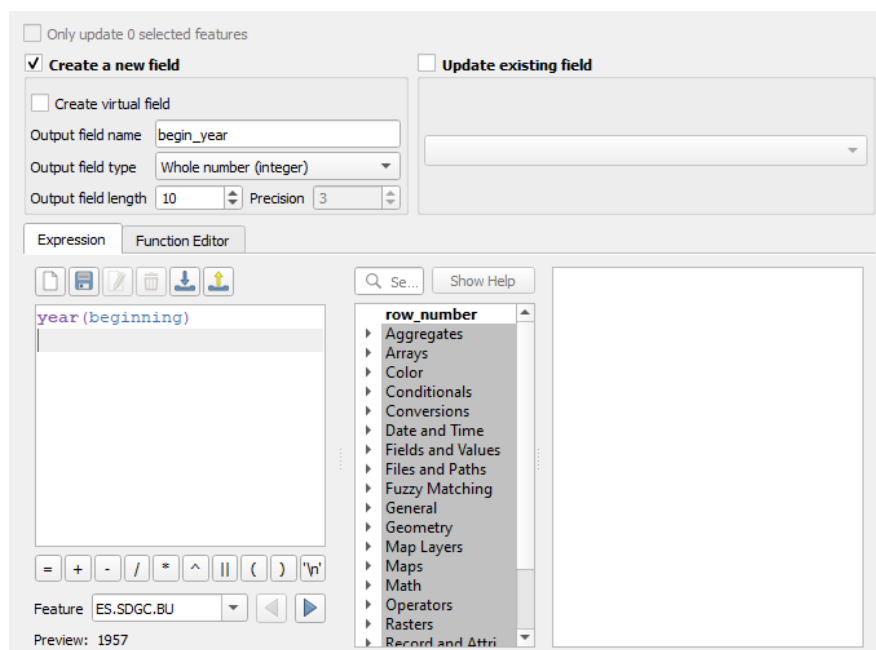 Only update 0 selected features
Create a new field
Update existing field
Create virtual field
Output field name begin_year
Output field type Whole number (integer)
Output field length 10 Precision 3
Expression Function Editor
Se... Show Help
year(beginning)
row_number
Aggregates
Arrays
Color
Conditionals
Conversions
Date and Time
Fields and Values
Files and Paths
Fuzzy Matching
General
Geometry
Map Layers
Maps
Math
Operators
Rasters
Record and Attri
= + - / * ^ || ( ) '\n'
Feature ES.SDGC.BU
Preview: 1957